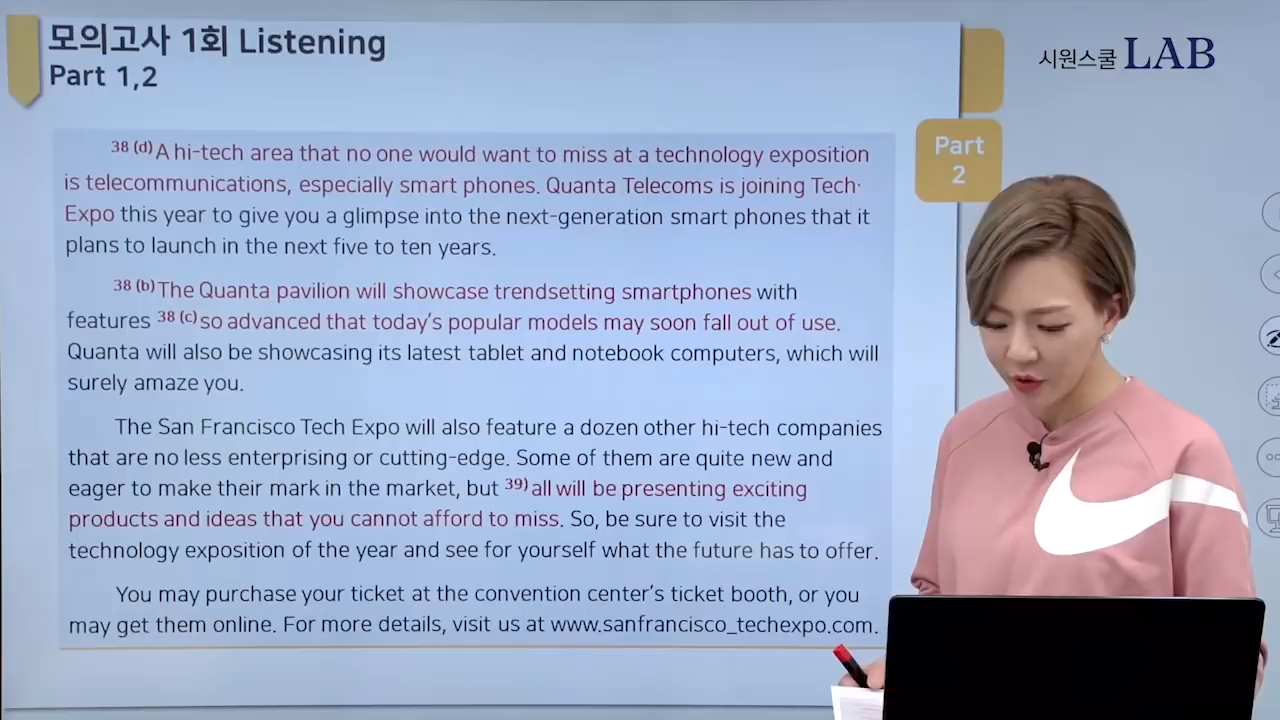 모의고사 1회 Listening
Part 1,2
시원스쿨 LAB
Part
2
38 (d) A hi-tech area that no one would want to miss at a technology exposition
is telecommunications, especially smart phones. Quanta Telecoms is joining Tech
Expo this year to give you a glimpse into the next-generation smart phones that it
plans to launch in the next five to ten years.
38 (b) The Quanta pavilion will showcase trendsetting smartphones with
features 38 (c) so advanced that today's popular models may soon fall out of use.
Quanta will also be showcasing its latest tablet and notebook computers, which will
surely amaze you.
The San Francisco Tech Expo will also feature a dozen other hi-tech companies
that are no less enterprising or cutting-edge. Some of them are quite new and
eager to make their mark in the market, but 39) all will be presenting exciting
products and ideas that you cannot afford to miss. So, be sure to visit the
technology exposition of the year and see for yourself what the future has to offer.
You may purchase your ticket at the convention center's ticket booth, or you
may get them online. For more details, visit us at www.sanfrancisco_techexpo.com.